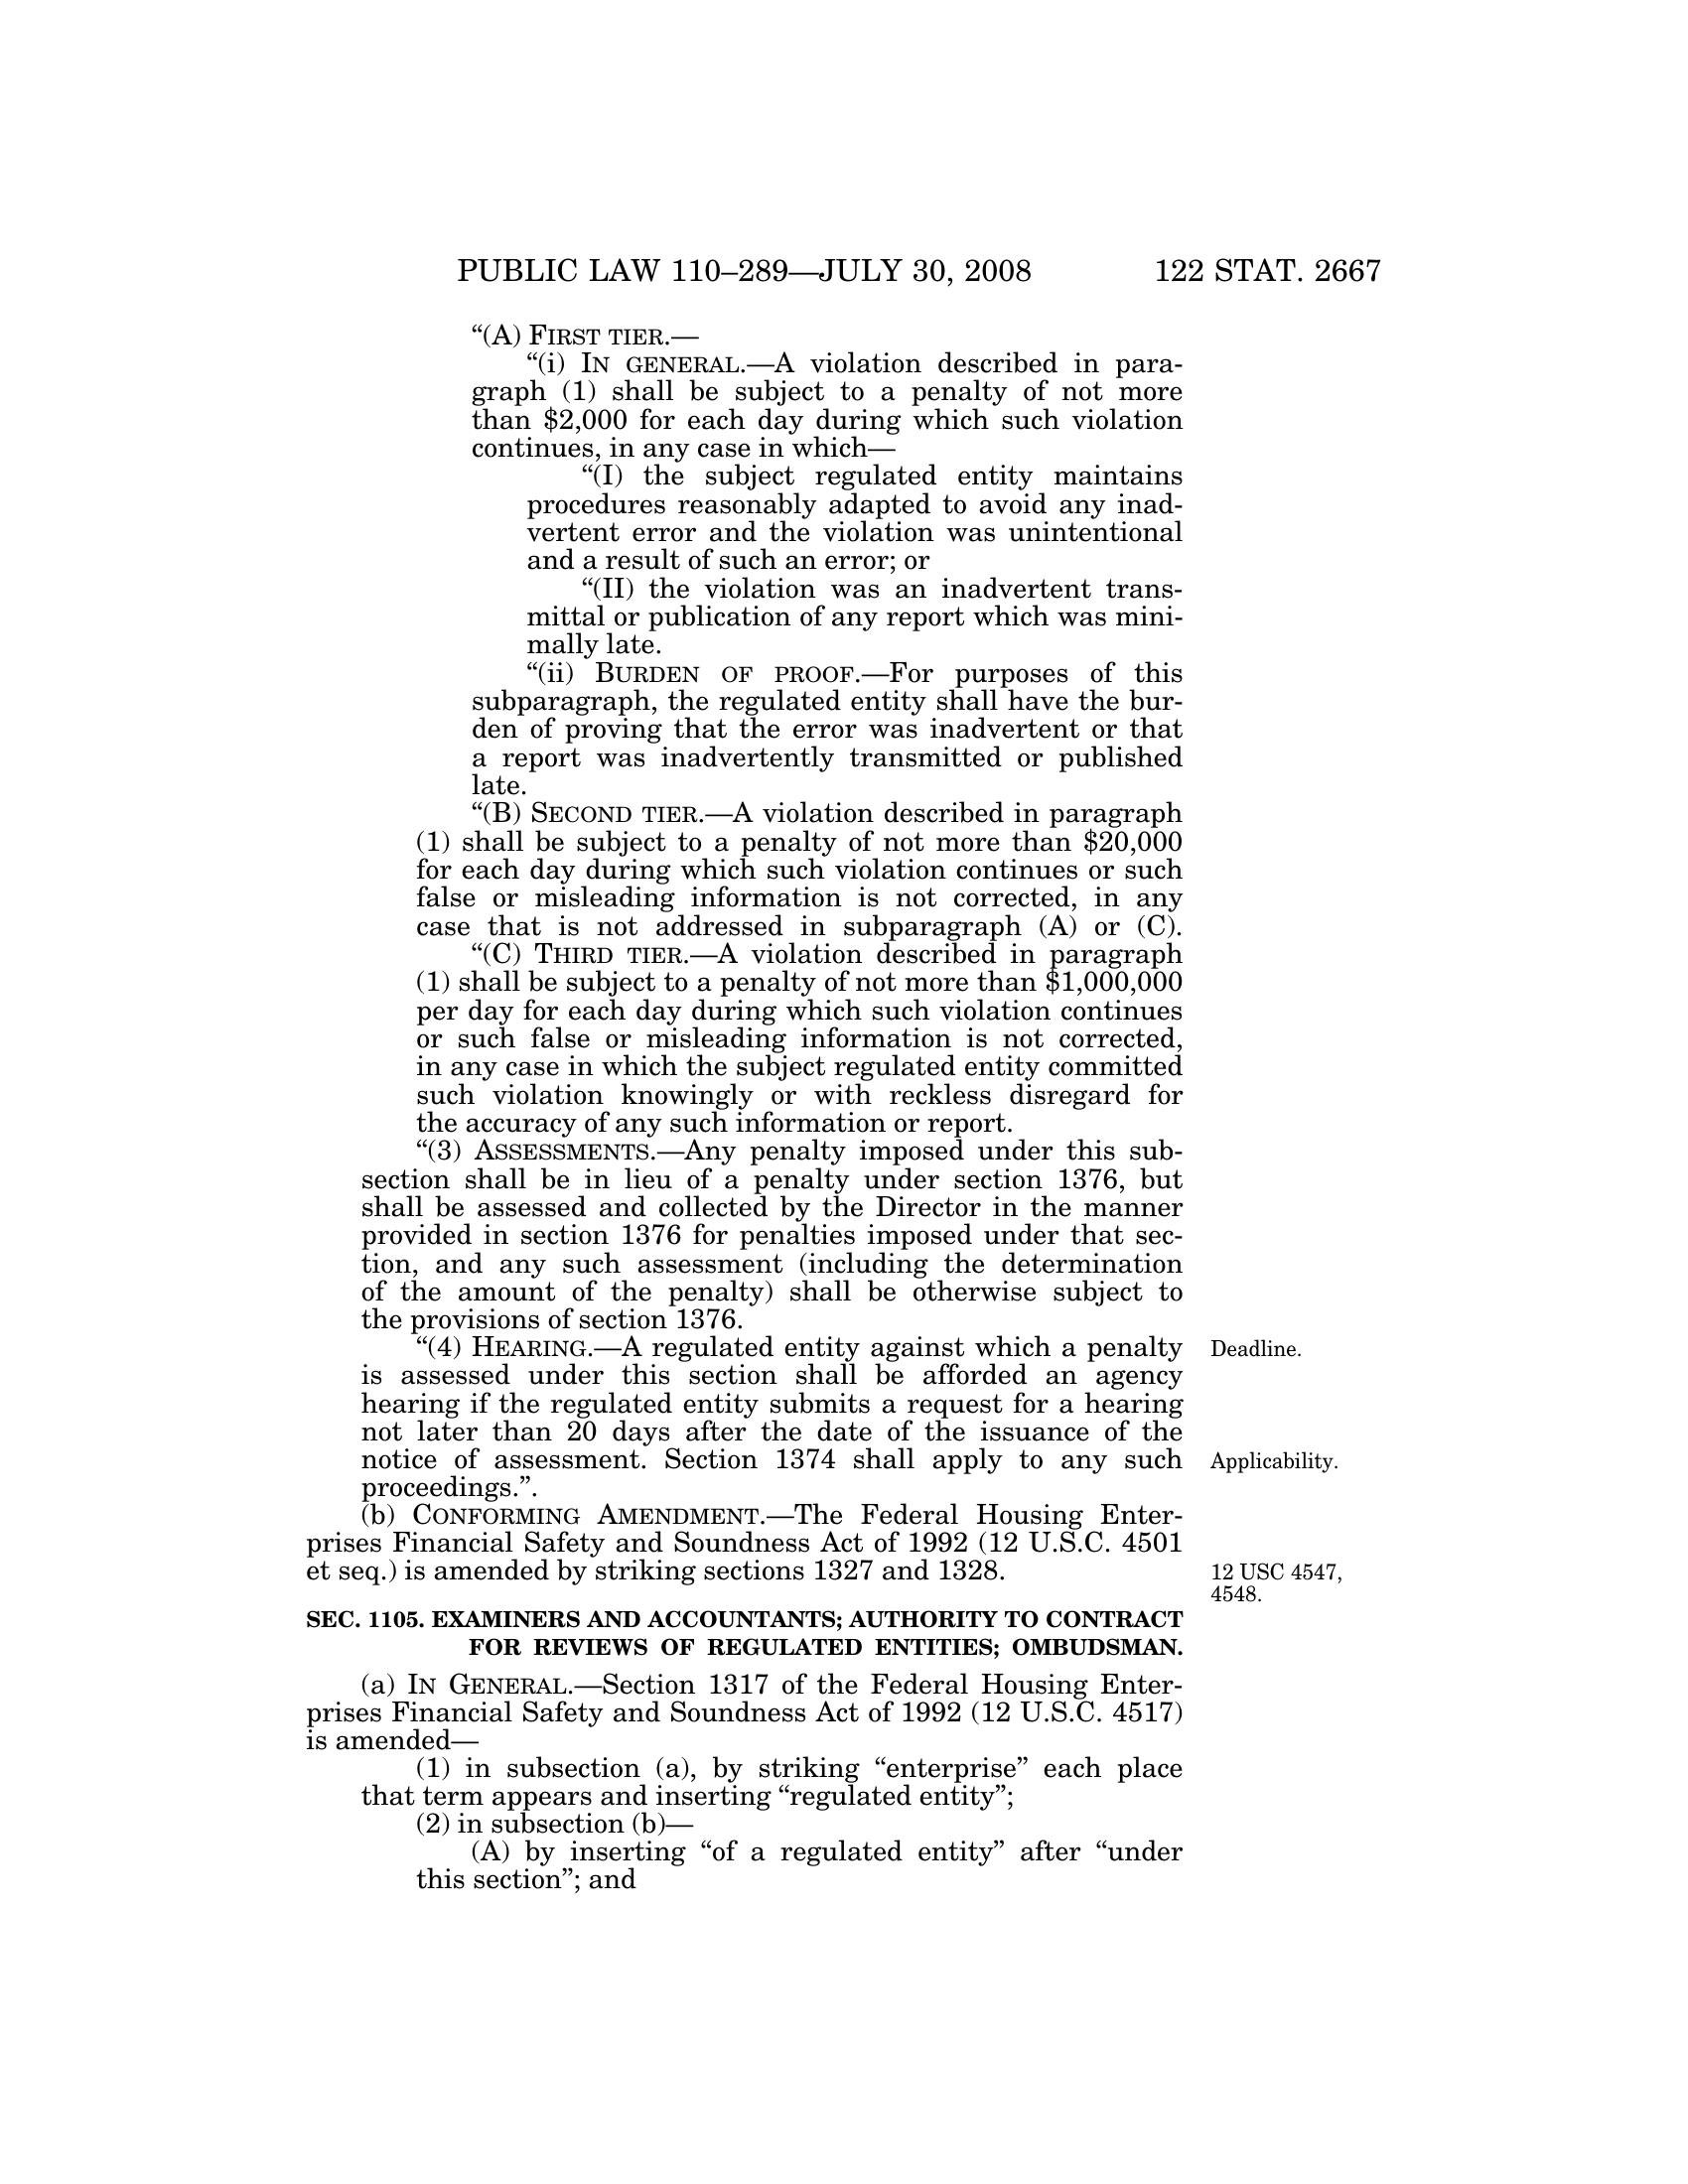 PUBLIC LAW 110–289—JULY 30, 2008 122 STAT. 2667
“(A) FIRST TIER.—
“(i) IN GENERAL.—A violation described in para-
graph (1) shall be subject to a penalty of not more
than $2,000 for each day during which such violation
continues, in any case in which—
“(I) the subject regulated entity maintains
procedures reasonably adapted to avoid any inad-
vertent error and the violation was unintentional
and a result of such an error; or
“(II) the violation was an inadvertent trans-
mittal or publication of any report which was mini-
mally late.
“(ii) BURDEN OF PROOF.—For purposes of this
subparagraph, the regulated entity shall have the bur-
den of proving that the error was inadvertent or that
a report was inadvertently transmitted or published
late.
“(B) SECOND TIER.—A violation described in paragraph
(1) shall be subject to a penalty of not more than $20,000
for each day during which such violation continues or such
false or misleading information is not corrected, in any
case that is not addressed in subparagraph (A) or (C).
“(C) THIRD TIER.—A violation described in paragraph
(1) shall be subject to a penalty of not more than $1,000,000
per day for each day during which such violation continues
or such false or misleading information is not corrected,
in any case in which the subject regulated entity committed
such violation knowingly or with reckless disregard for
the accuracy of any such information or report.
“(3) ASSESSMENTS.—Any penalty imposed under this sub-
section shall be in lieu of a penalty under section 1376, but
shall be assessed and collected by the Director in the manner
provided in section 1376 for penalties imposed under that sec-
tion, and any such assessment (including the determination
of the amount of the penalty) shall be otherwise subject to
the provisions of section 1376.
“(4) HEARING.—A regulated entity against which a penalty
is assessed under this section shall be afforded an agency
hearing if the regulated entity submits a request for a hearing
not later than 20 days after the date of the issuance of the
notice of assessment. Section 1374 shall apply to any such
proceedings.”.
Deadline.
Applicability.
(b) CONFORMING AMENDMENT.—The Federal Housing Enter-
prises Financial Safety and Soundness Act of 1992 (12 U.S.C. 4501
et seq.) is amended by striking sections 1327 and 1328.
12 USC 4547,
4548.
SEC. 1105. EXAMINERS AND ACCOUNTANTS; AUTHORITY TO CONTRACT
FOR REVIEWS OF REGULATED ENTITIES; OMBUDSMAN.
(a) IN GENERAL.—Section 1317 of the Federal Housing Enter-
prises Financial Safety and Soundness Act of 1992 (12 U.S.C. 4517)
is amended—
(1) in subsection (a), by striking “enterprise” each place
that term appears and inserting “regulated entity”;
(2) in subsection (b)—
(A) by inserting “of a regulated entity” after “under
this section”; and